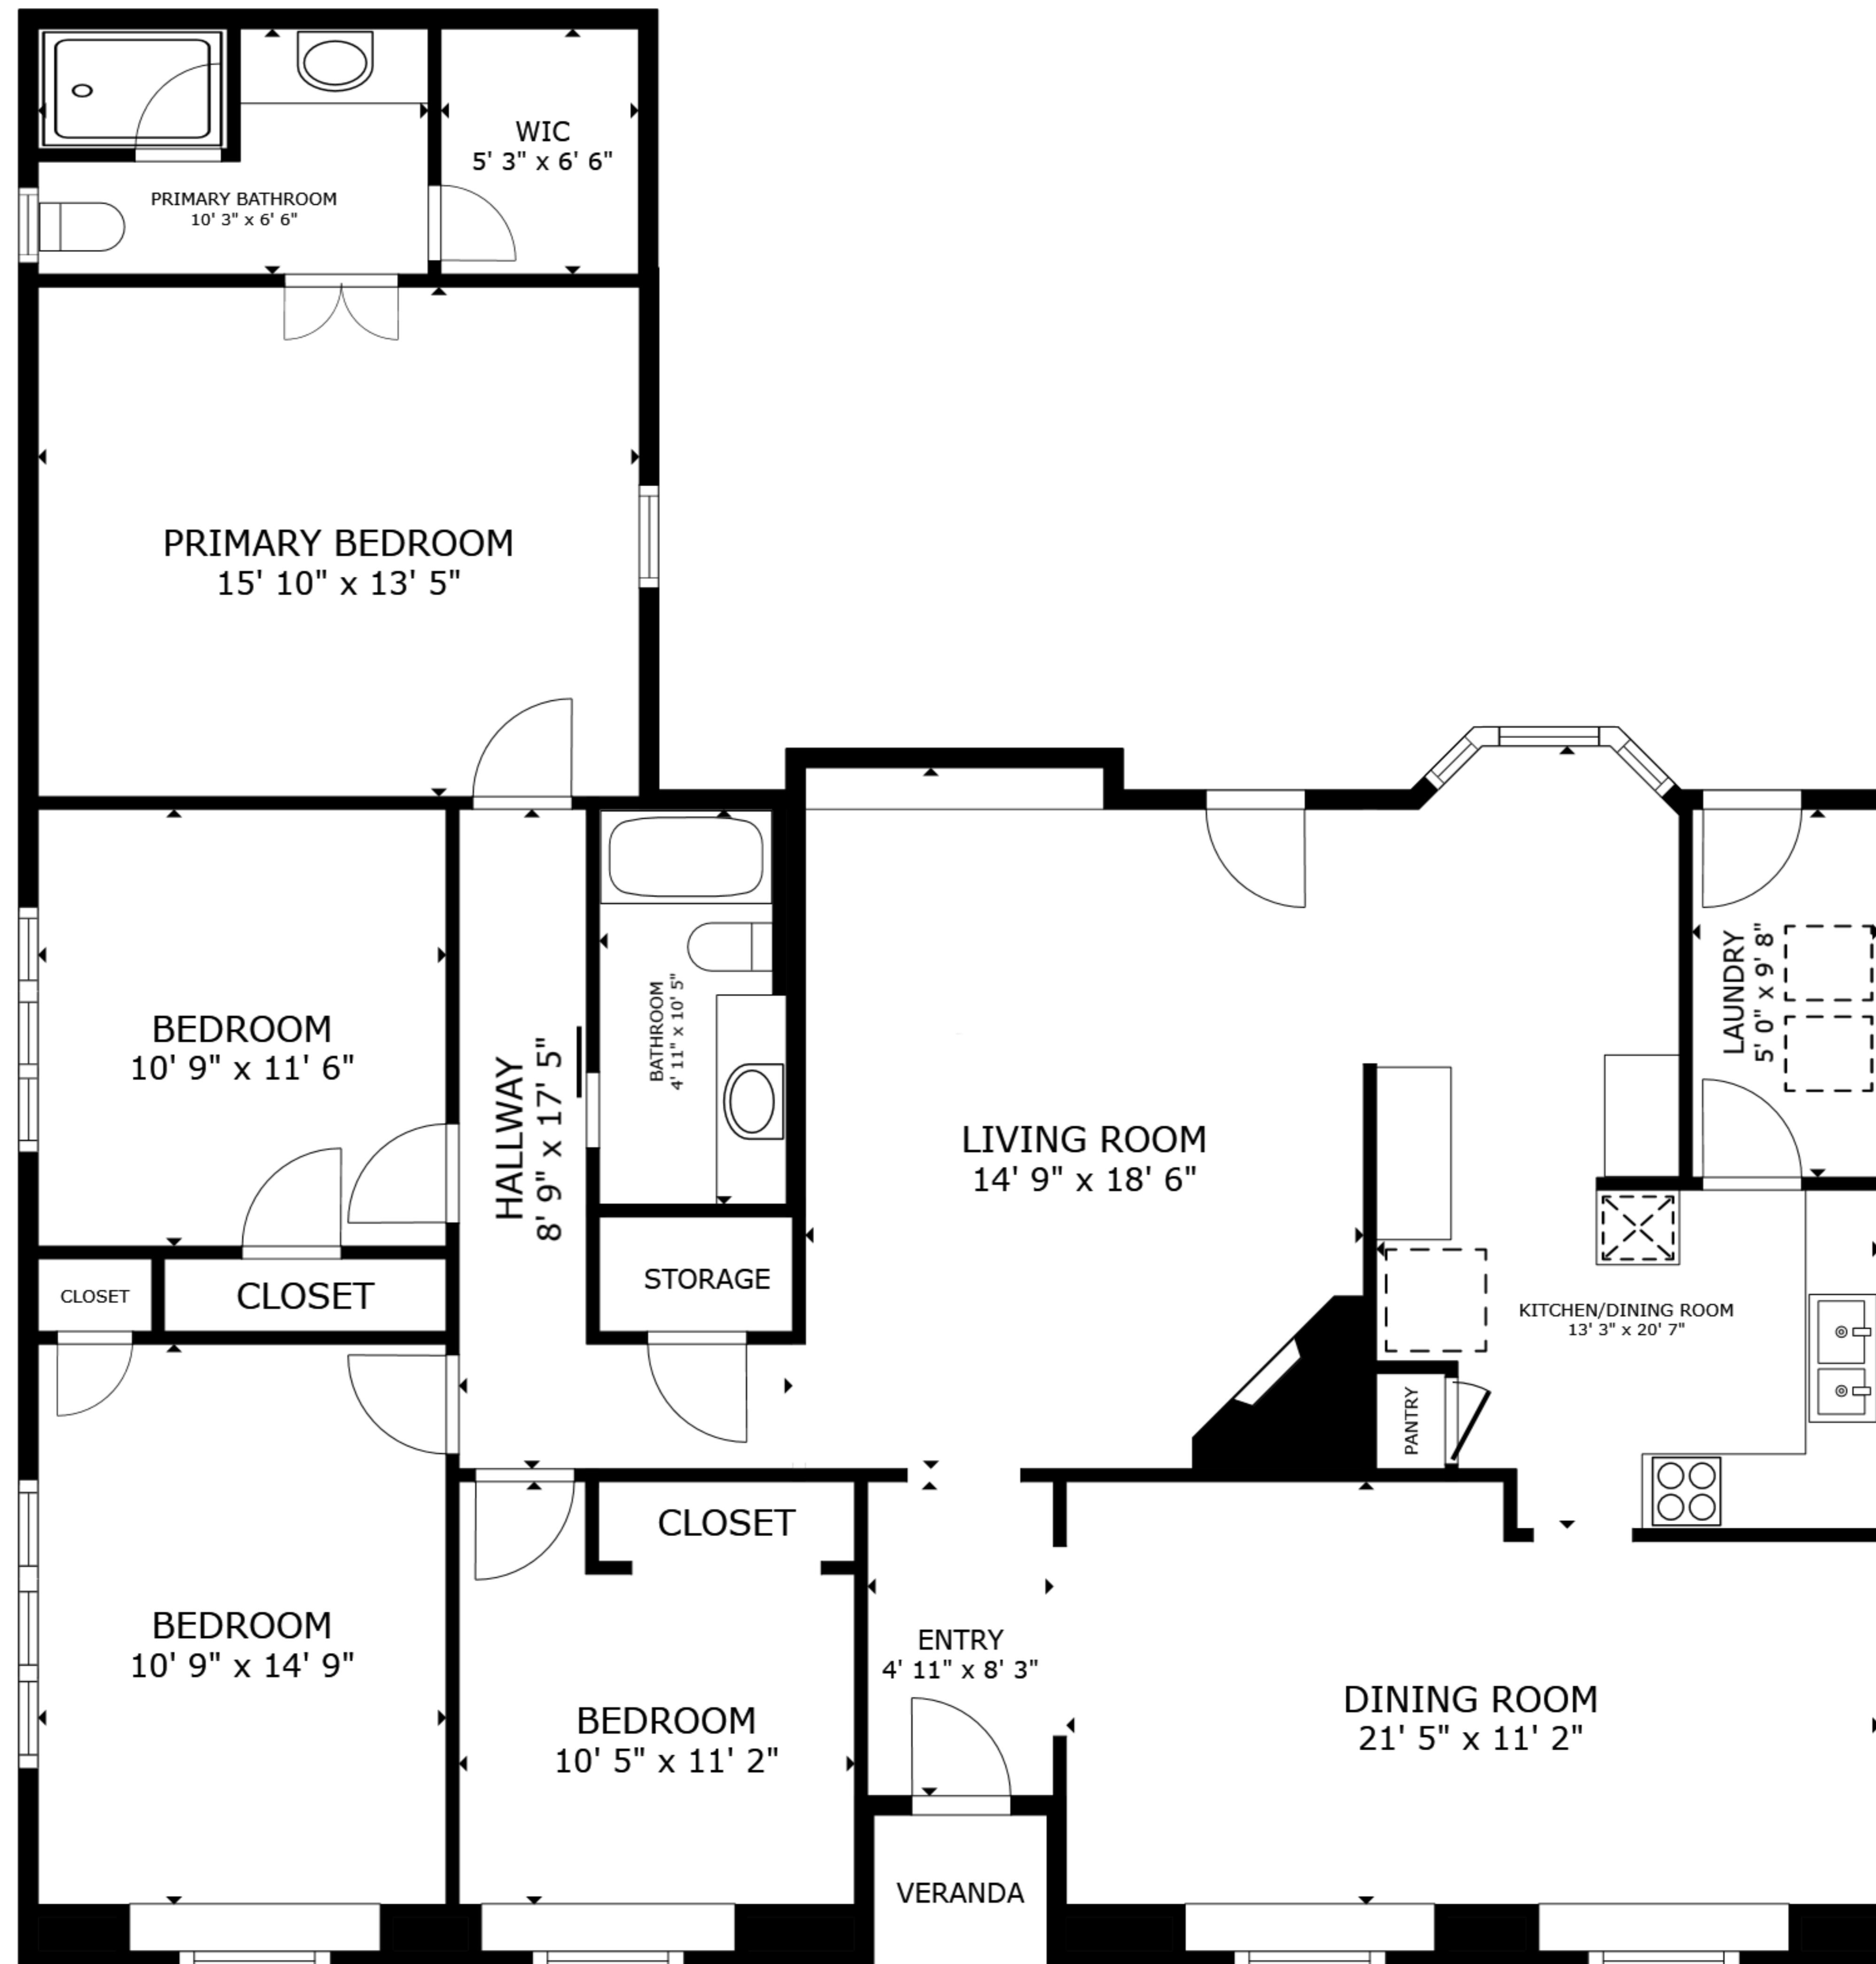 WIC
5' 3" x 6' 6"
PRIMARY BATHROOM
10' 3" x 6' 6"
PRIMARY BEDROOM
15' 10" x 13' 5"
BEDROOM
10' 9" x 11' 6"
HALLWAY
8' 9" x 17' 5"
BATHROOM
4' 11" x 10' 5"
LIVING ROOM
14' 9" x 18' 6"
LAUNDRY
5' 0" x 9' 8"
CLOSET
CLOSET
STORAGE
KITCHEN/DINING ROOM
13' 3" x 20' 7"
PANTRY
CLOSET
BEDROOM
10' 9" x 14' 9"
BEDROOM
10' 5" x 11' 2"
ENTRY
4' 11" x 8' 3"
DINING ROOM
21' 5" x 11' 2"
VERANDA